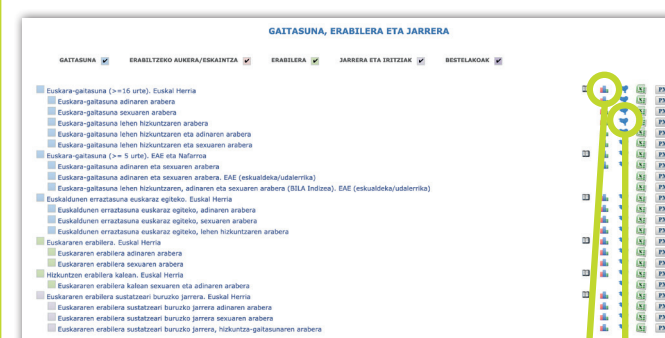 GAITASUNA, ERABILERA ETA JARRERA
GAITASUNA ERABILTZEKO AUKERA/ESKAINTZA ERABILERA JARRERA ETA IRITZIAK BESTELAKOAK
Euskara-gaitasuna (>=16 urte). Euskal Herria
Euskara-gaitasuna adinaren arabera
Euskara-gaitasuna sexuaren arabera
Euskara-gaitasuna lehen hizkuntzaren arabera
Euskara-gaitasuna lehen hizkuntzaren eta adinaren arabera
Euskara-gaitasuna lehen hizkuntzaren eta sexuaren arabera
Euskara-gaitasuna (>= 5 urte). EAE eta Nafarroa
Euskara-gaitasuna adinaren eta sexuaren arabera
Euskara-gaitasuna adinaren eta sexuaren arabera. EAE (eskualdeka/udalerrika)
Euskara-gaitasuna lehen hizkuntzaren, adinaren eta sexuaren arabera (BILA Indizea). EAE (eskualdeka/udalerrika)
Euskaldunen erraztasuna euskaraz egiteko. Euskal Herria
Euskaldunen erraztasuna euskaraz egiteko, adinaren arabera
Euskaldunen erraztasuna euskaraz egiteko, sexuaren arabera
Euskaldunen erraztasuna euskaraz egiteko, lehen hizkuntzaren arabera
Euskararen erabilera. Euskal Herria
Euskararen erabilera adinaren arabera
Euskararen erabilera sexuaren arabera
Hizkuntzen erabilera kalean. Euskal Herria
Euskararen erabilera kalean sexuaren eta adinaren arabera
Euskararen erabilera sustatzeari buruzko jarrera. Euskal Herria
Euskararen erabilera sustatzeari buruzko jarrera adinaren arabera
Euskararen erabilera sustatzeari buruzko jarrera sexuaren arabera
Euskararen erabilera sustatzeari buruzko jarrera, hizkuntza-gaitasunaren arabera